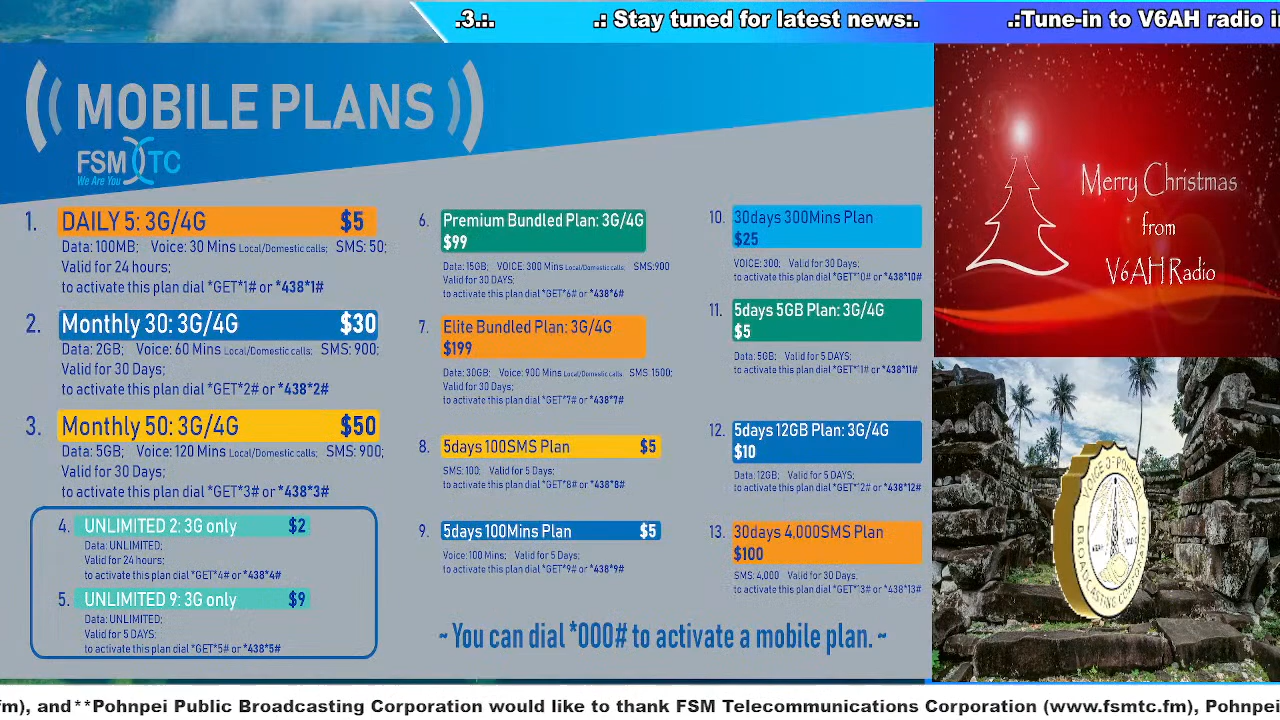 .3.:. .: Stay tuned for latest news:. .:Tune-in to V6AH radio i
MOBILE PLANS
FSMTC
We Are You
1. DAILY 5: 3G/4G $5
Data: 100MB; Voice: 30 Mins Local/Domestic calls; SMS: 50;
Valid for 24 hours;
to activate this plan dial *GET*1# or *438*1#
2. Monthly 30: 3G/4G $30
Data: 2GB; Voice: 60 Mins Local/Domestic calls; SMS: 900;
Valid for 30 Days;
to activate this plan dial *GET*2# or *438*2#
3. Monthly 50: 3G/4G $50
Data: 5GB; Voice: 120 Mins Local/Domestic calls; SMS: 900;
Valid for 30 Days;
to activate this plan dial *GET*3# or *438*3#
4. UNLIMITED 2: 3G only $2
Data: UNLIMITED;
Valid for 24 hours;
to activate this plan dial *GET*4# or *438*4#
5. UNLIMITED 9: 3G only $9
Data: UNLIMITED;
Valid for 5 DAYS;
to activate this plan dial *GET*5# or *438*5#
6. Premium Bundled Plan: 3G/4G
$99
Data: 15GB; VOICE: 300 Mins Local/Domestic calls; SMS:900
Valid for 30 DAYS;
to activate this plan dial *GET*6# or *438*6#
7. Elite Bundled Plan: 3G/4G
$199
Data: 30GB; Voice: 900 Mins Local/Domestic calls, SMS 1500;
Valid for 30 Days;
to activate this plan dial *GET*7# or *438*7#
8. 5days 100SMS Plan $5
SMS: 100; Valid for 5 Days;
to activate this plan dial *GET*8# or *438*8#
9. 5days 100Mins Plan $5
Voice: 100 Mins; Valid for 5 Days;
to activate this plan dial *GET*9# or *438*9#
10. 30days 300Mins Plan
$25
VOICE: 300; Valid for 30 Days;
to activate this plan dial *GET*10# or *438*10#
11. 5days 5GB Plan: 3G/4G
$5
Data: 5GB; Valid for 5 DAYS;
to activate this plan dial *GET*11# or *438*11#
12. 5days 12GB Plan: 3G/4G
$10
Data: 12GB; Valid for 5 DAYS;
to activate this plan dial *GET*12# or *438*12#
13. 30days 4,000SMS Plan
$100
SMS: 4,000 Valid for 30 Days.
to activate this plan dial *GET*13# or *438*13#
~ You can dial *000# to activate a mobile plan. ~
Merry Christmas
from
V6AH Radio
VOICE OF POHNPEI
V6AH RADIO
BROADCASTING CORPORATION
fm), and**Pohnpei Public Broadcasting Corporation would like to thank FSM Telecommunications Corporation (www.fsmtc.fm), Pohnpei